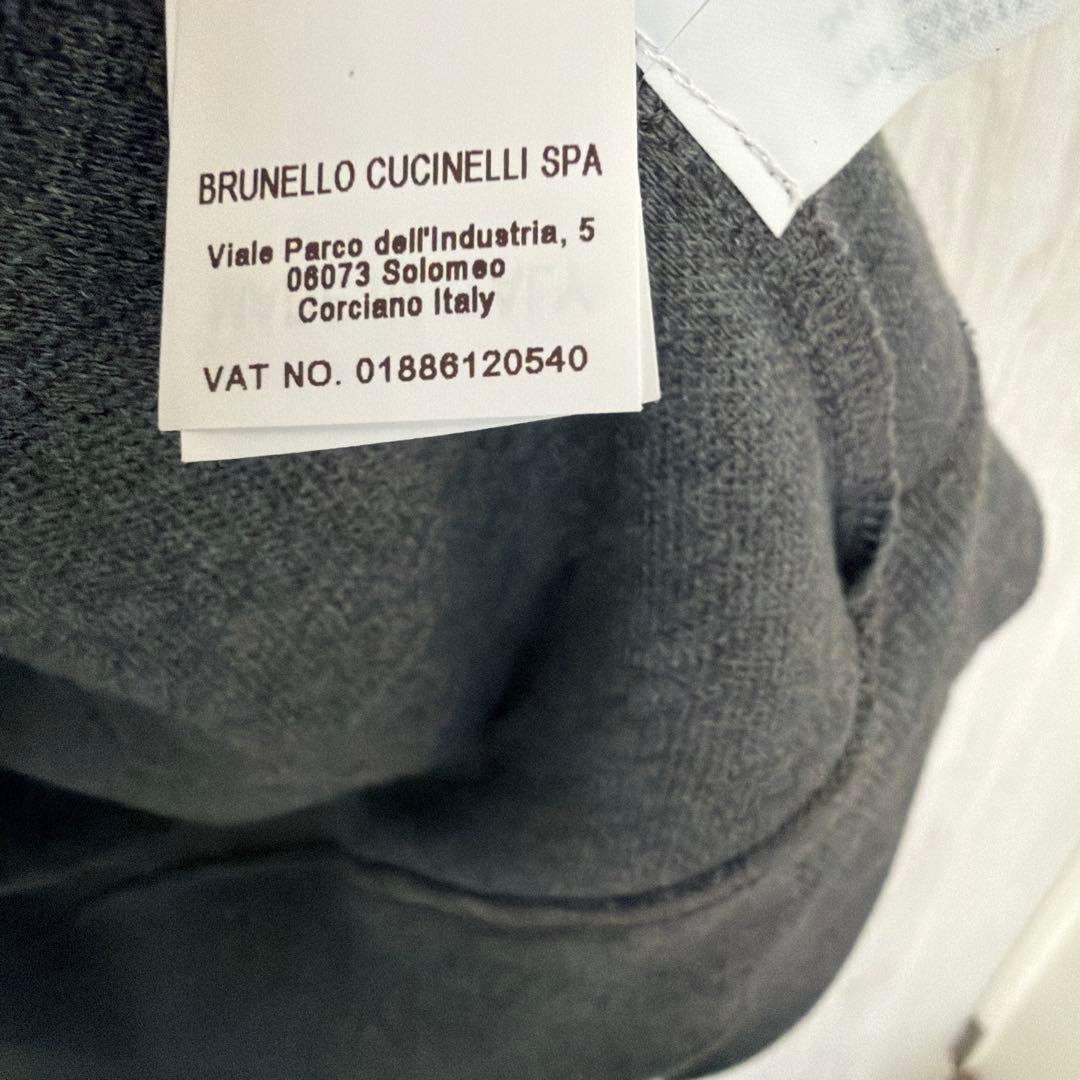 BRUNELLO CUCINELLI SPA
Viale Parco dell'Industria, 5
06073 Solomeo
Corciano Italy
VAT NO. 01886120540